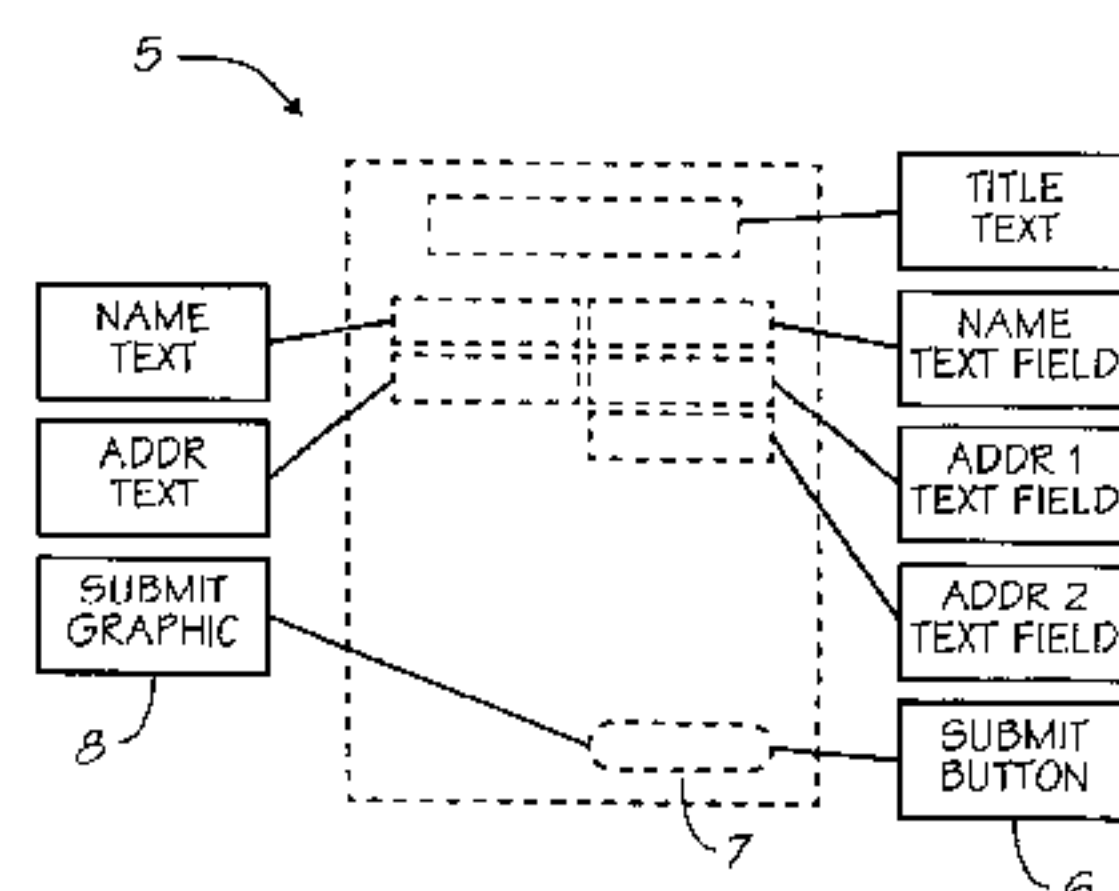 5
TITLE
TEXT
NAME
TEXT
NAME
TEXT FIELD
ADDR
TEXT
ADDR 1
TEXT FIELD
SUBMIT
GRAPHIC
ADDR 2
TEXT FIELD
8
SUBMIT
BUTTON
7
6